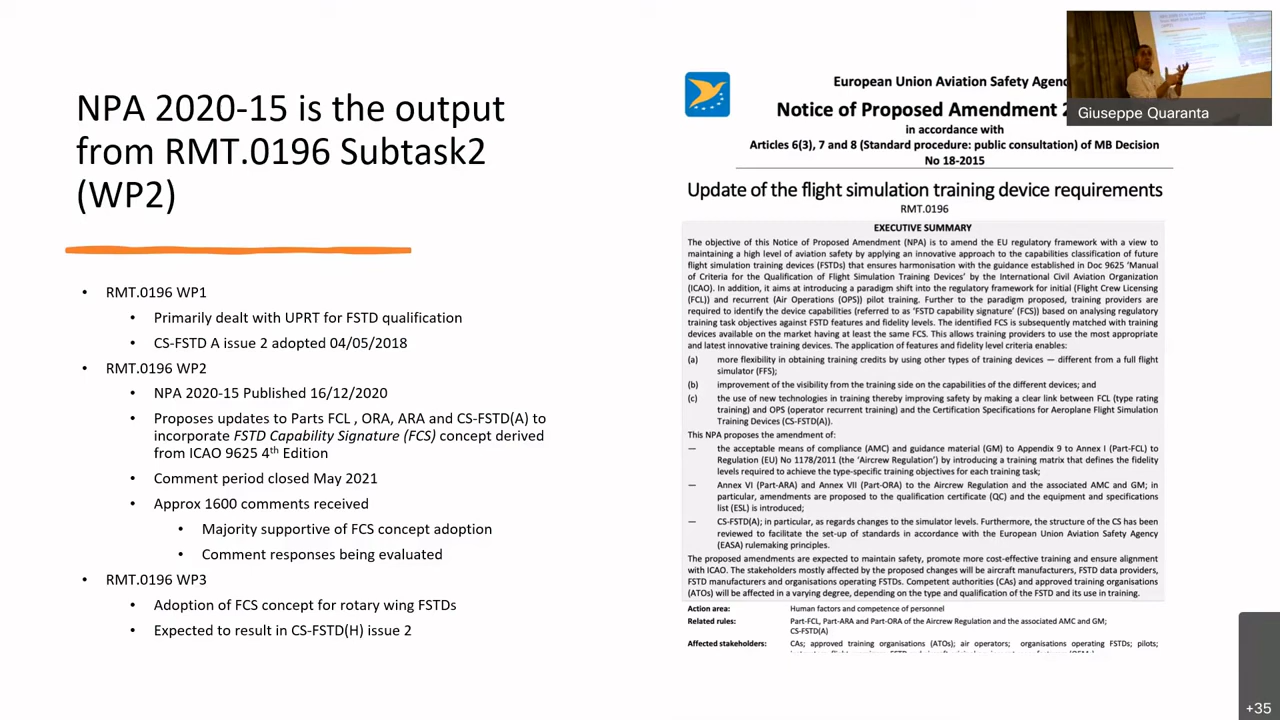 NPA 2020-15 is the output
from RMT.0196 Subtask2
(WP2)
• RMT.0196 WP1
• Primarily dealt with UPRT for FSTD qualification
• CS-FSTD A issue 2 adopted 04/05/2018
• RMT.0196 WP2
• NPA 2020-15 Published 16/12/2020
• Proposes updates to Parts FCL , ORA, ARA and CS-FSTD(A) to
incorporate FSTD Capability Signature (FCS) concept derived
from ICAO 9625 4th Edition
• Comment period closed May 2021
• Approx 1600 comments received
• Majority supportive of FCS concept adoption
• Comment responses being evaluated
• RMT.0196 WP3
• Adoption of FCS concept for rotary wing FSTDs
• Expected to result in CS-FSTD(H) issue 2
European Union Aviation Safety Agenc
Notice of Proposed Amendment 2
in accordance with
Articles 6(3), 7 and 8 (Standard procedure: public consultation) of MB Decision
No 18-2015
Update of the flight simulation training device requirements
RMT.0196
EXECUTIVE SUMMARY
The objective of this Notice of Proposed Amendment (NPA) is to amend the EU regulatory framework with a view to
maintaining a high level of aviation safety by applying an innovative approach to the capabilities classification of future
flight simulation training devices (FSTDs) that ensures harmonisation with the guidance established in Doc 9625 'Manual
of Criteria for the Qualification of Flight Simulation Training Devices' by the International Civil Aviation Organization
(ICAO). In addition, it aims at introducing a paradigm shift into the regulatory framework for initial (Flight Crew Licensing
(FCL)) and recurrent (Air Operations (OPS)) pilot training. Further to the paradigm proposed, training providers are
required to identify the device capabilities (referred to as 'FSTD capability signature' (FCS)) based on analysing regulatory
training task objectives against FSTD features and fidelity levels. The identified FCS is subsequently matched with training
devices available on the market having at least the same FCS. This allows training providers to use the most appropriate
and latest innovative training devices. The application of features and fidelity level criteria enables:
(a) more flexibility in obtaining training credits by using other types of training devices — different from a full flight
simulator (FFS);
(b) improvement of the visibility from the training side on the capabilities of the different devices; and
(c) the use of new technologies in training thereby improving safety by making a clear link between FCL (type rating
training) and OPS (operator recurrent training) and the Certification Specifications for Aeroplane Flight Simulation
Training Devices (CS-FSTD(A)).
This NPA proposes the amendment of:
— the acceptable means of compliance (AMC) and guidance material (GM) to Appendix 9 to Annex I (Part-FCL) to
Regulation (EU) No 1178/2011 (the 'Aircrew Regulation') by introducing a training matrix that defines the fidelity
levels required to achieve the type-specific training objectives for each training task;
— Annex VI (Part-ARA) and Annex VII (Part-ORA) to the Aircrew Regulation and the associated AMC and GM; in
particular, amendments are proposed to the qualification certificate (QC) and the equipment and specifications
list (ESL) is introduced;
— CS-FSTD(A); in particular, as regards changes to the simulator levels. Furthermore, the structure of the CS has been
reviewed to facilitate the set-up of standards in accordance with the European Union Aviation Safety Agency
(EASA) rulemaking principles.
The proposed amendments are expected to maintain safety, promote more cost-effective training and ensure alignment
with ICAO. The stakeholders mostly affected by the proposed changes will be aircraft manufacturers, FSTD data providers,
FSTD manufacturers and organisations operating FSTDs. Competent authorities (CAs) and approved training organisations
(ATOs) will be affected in a varying degree, depending on the type and qualification of the FSTD and its use in training.
Action area: Human factors and competence of personnel
Related rules: Part-FCL, Part-ARA and Part-ORA of the Aircrew Regulation and the associated AMC and GM;
CS-FSTD(A)
Affected stakeholders: CAs; approved training organisations (ATOs); air operators; organisations operating FSTDs; pilots;
Giuseppe Quaranta
+35